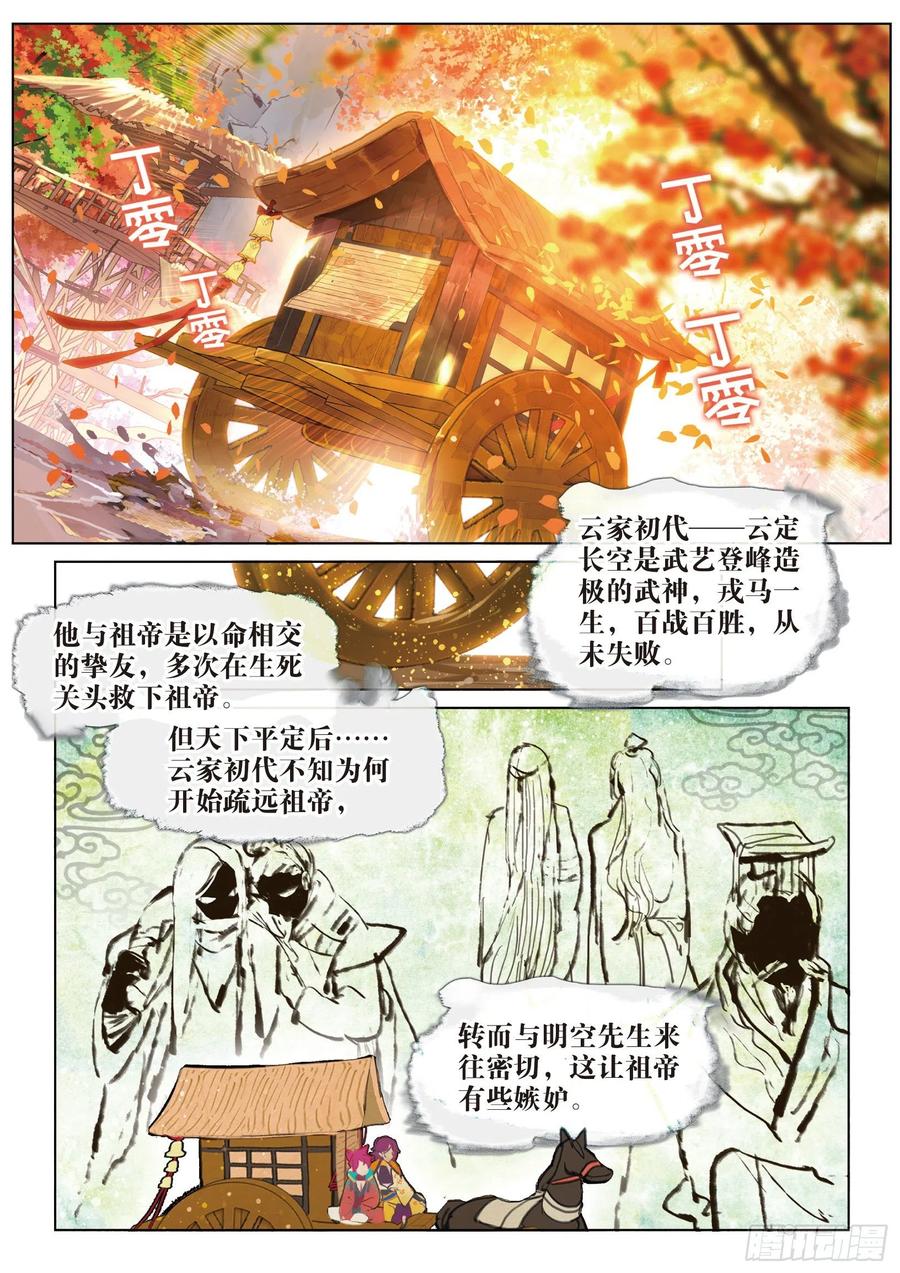 丁零
丁零
丁零
丁零
云家初代——云定
长空是武艺登峰造
极的武神，戎马一
生，百战百胜，从
未失败。
他与祖帝是以命相交
的挚友，多次在生死
关头救下祖帝。
但天下平定后……
云家初代不知为何
开始疏远祖帝，
转而与明空先生来
往密切，这让祖帝
有些嫉妒。
腾讯动漫